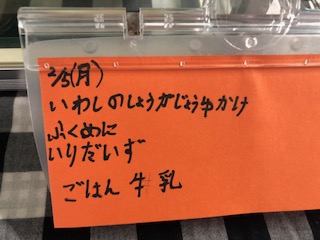 2/5(月)
いわしのしょうがじょうゆかけ
ふくめに
いりだいず
ごはん 牛乳